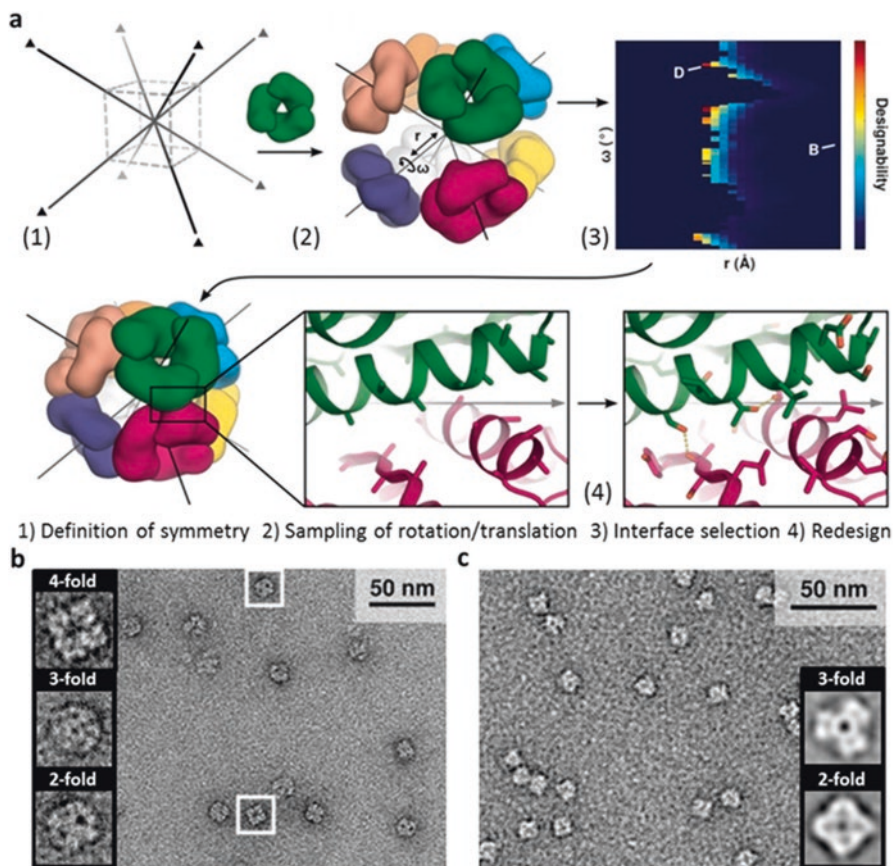 a
r
ω
(1)
(2)
(3)
D
B
ω (°)
r (Å)
Designability
(4)
1) Definition of symmetry 2) Sampling of rotation/translation 3) Interface selection 4) Redesign
b
4-fold
3-fold
2-fold
50 nm
c
50 nm
3-fold
2-fold